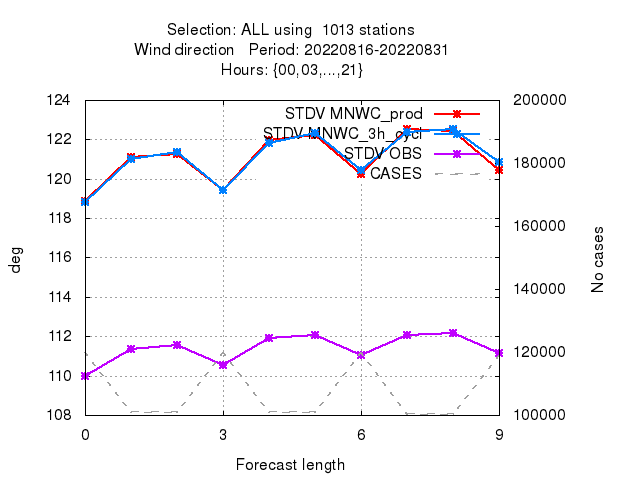 Selection: ALL using  1013 stations
Wind direction   Period: 20220816-20220831
Hours: {00,03,...,21}
STDV MNWC_prod
STDV MNWC_3h_cycl
STDV OBS
CASES
124
122
120
118
116
114
112
110
108
200000
180000
160000
140000
120000
100000
deg
No cases
0
3
6
9
Forecast length